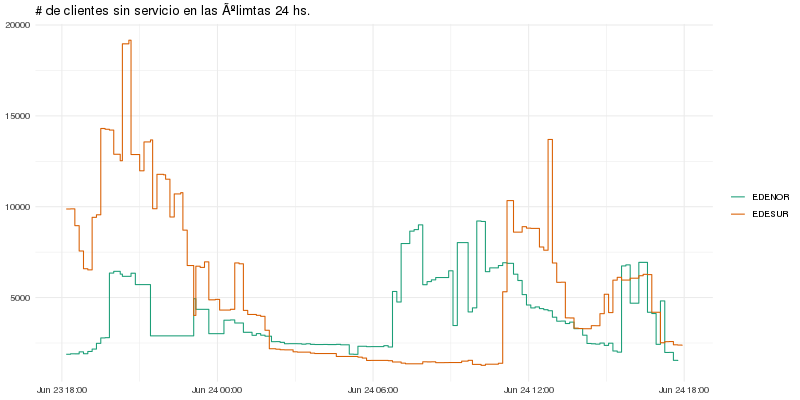 # de clientes sin servicio en las Ãºlimtas 24 hs.
20000
15000
10000
5000
Jun 23 18:00 Jun 24 00:00 Jun 24 06:00 Jun 24 12:00 Jun 24 18:00
EDENOR
EDESUR